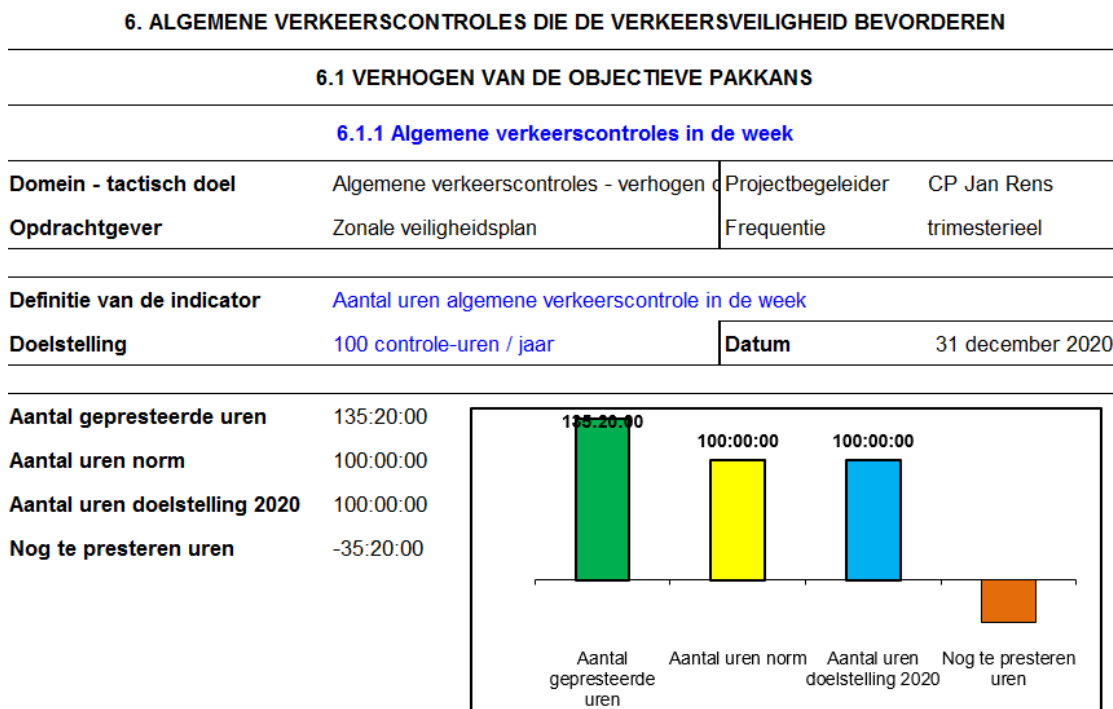 6. ALGEMENE VERKEERSCONTROLES DIE DE VERKEERSVEILIGHEID BEVORDEREN
6.1 VERHOGEN VAN DE OBJECTIEVE PAKKANS
6.1.1 Algemene verkeerscontroles in de week
Domein - tactisch doel Algemene verkeerscontroles - verhogen Projectbegeleider CP Jan Rens
Opdrachtgever Zonale veiligheidsplan Frequentie trimesterieel
Definitie van de indicator Aantal uren algemene verkeerscontrole in de week
Doelstelling 100 controle-uren / jaar Datum 31 december 2020
Aantal gepresteerde uren 135:20:00
Aantal uren norm 100:00:00
Aantal uren doelstelling 2020 100:00:00
Nog te presteren uren -35:20:00
135:20:00
100:00:00 100:00:00
Aantal gepresteerde uren
Aantal uren norm
Aantal uren doelstelling 2020
Nog te presteren uren